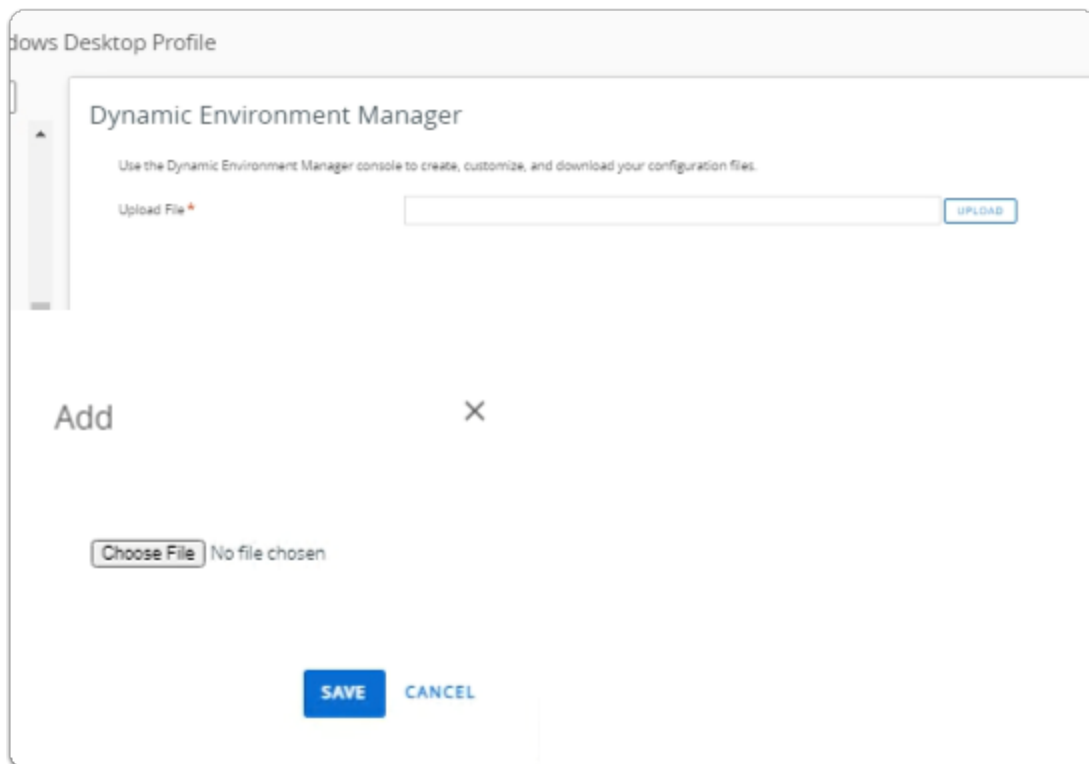 dows Desktop Profile
Dynamic Environment Manager
Use the Dynamic Environment Manager console to create, customize, and download your configuration files.
Upload File * UPLOAD
Add
Choose File No file chosen
SAVE CANCEL